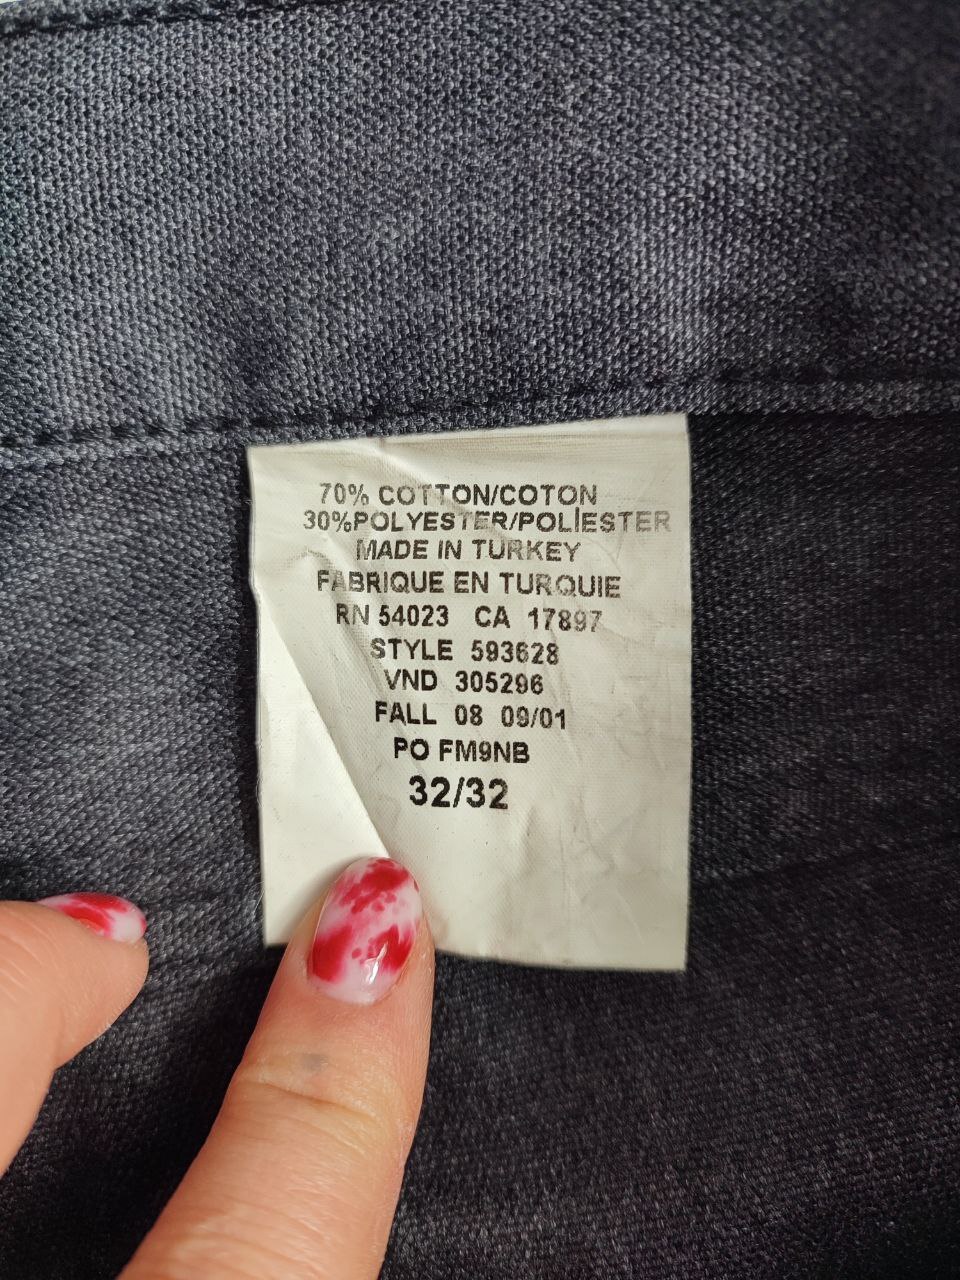 70% COTTON/COTON
30%POLYESTER/POLIESTER
MADE IN TURKEY
FABRIQUE EN TURQUIE
RN 54023 CA 17897
STYLE 593628
VND 305296
FALL 08 09/01
PO FM9NB
32/32